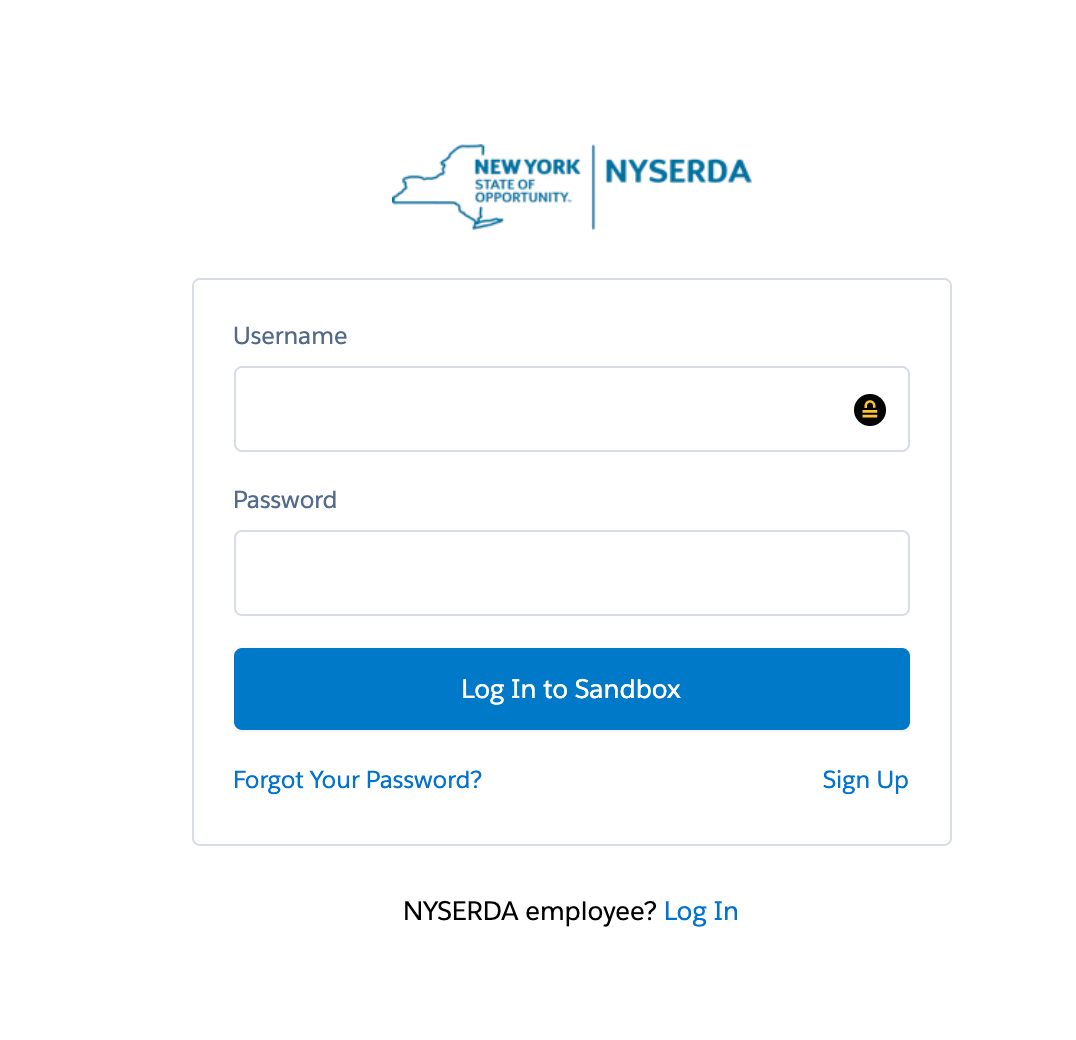 NEW YORK
STATE OF
OPPORTUNITY.
NYSERDA
Username
Password
Log In to Sandbox
Forgot Your Password?
Sign Up
NYSERDA employee? Log In